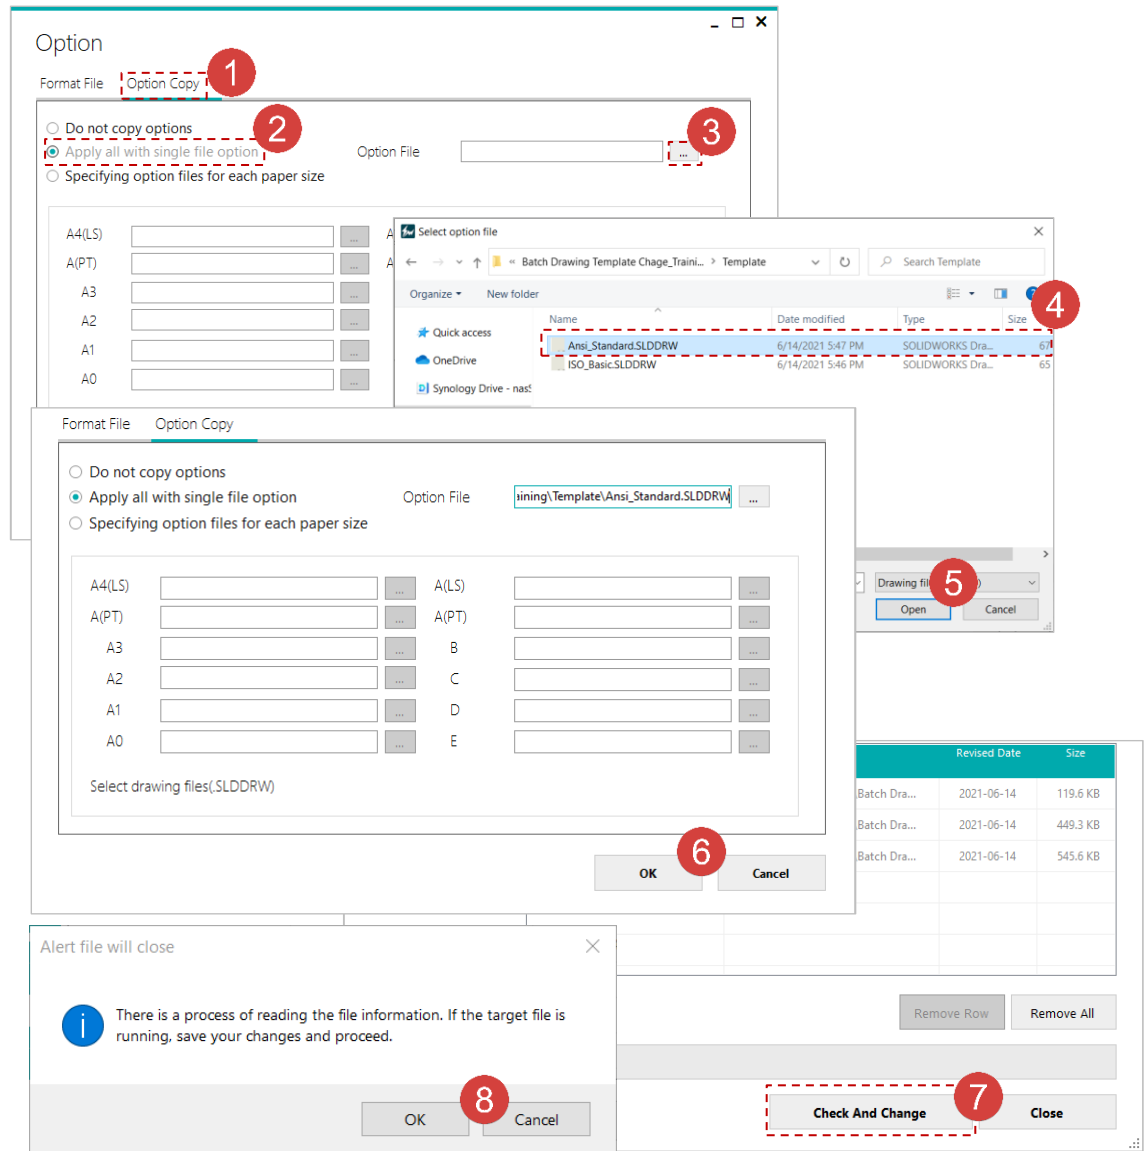 Option
Format File Option Copy 1
Do not copy options 2
Apply all with single file option Option File ... 3
Specifying option files for each paper size
A4(LS) ...
A(PT) ...
A3 ...
A2 ...
A1 ...
A0 ...
Select option file
« Batch Drawing Template Chage_Traini... > Template Search Template
Organize New folder
4
Name Date modified Type Size
Quick access
Ansi_Standard.SLDDRW 6/14/2021 5:47 PM SOLIDWORKS Dra... 67
OneDrive
ISO_Basic.SLDDRW 6/14/2021 5:46 PM SOLIDWORKS Dra... 65
Synology Drive - nas
Drawing fil 5
Open Cancel
Format File Option Copy
Do not copy options
Apply all with single file option Option File ining\Template\Ansi_Standard.SLDDRW ...
Specifying option files for each paper size
A4(LS) ... A(LS) ...
A(PT) ... A(PT) ...
A3 ... B ...
A2 ... C ...
A1 ... D ...
A0 ... E ...
Select drawing files(.SLDDRW)
6
OK Cancel
Revised Date Size
Batch Dra... 2021-06-14 119.6 KB
Batch Dra... 2021-06-14 449.3 KB
Batch Dra... 2021-06-14 545.6 KB
Remove Row Remove All
Check And Change 7 Close
Alert file will close
There is a process of reading the file information. If the target file is
running, save your changes and proceed.
8
OK Cancel